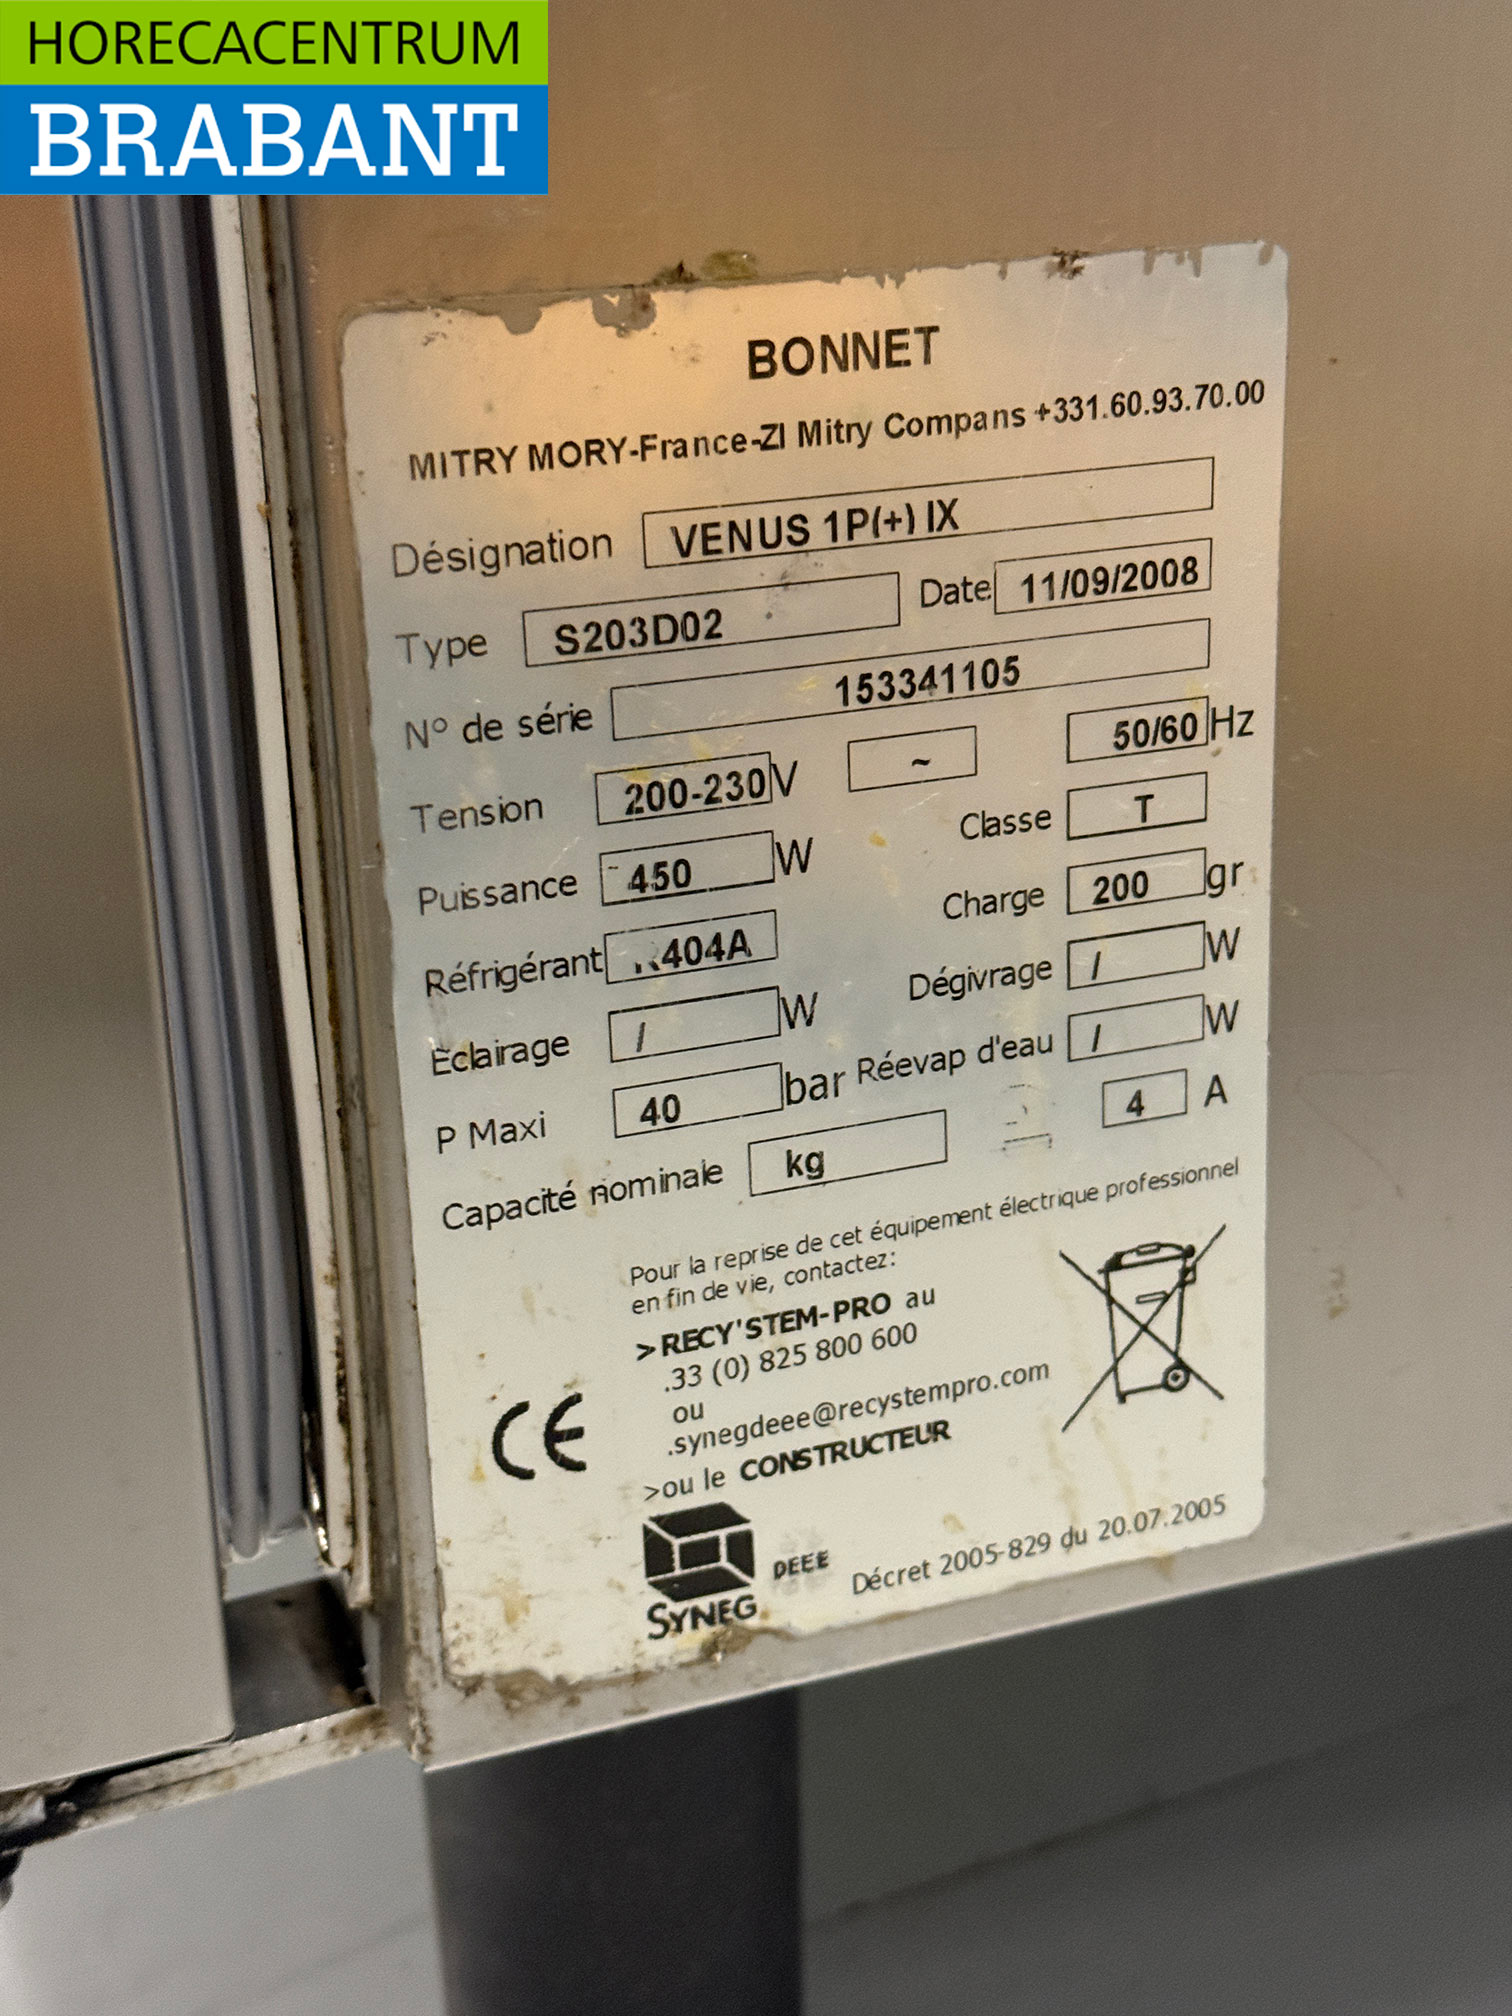 HORECACENTRUM
BRABANT
BONNET
MITRY MORY-France-ZI Mitry Compans +331.60.93.70.00
Désignation VENUS 1P(+) IX
Type S203D02 Date 11/09/2008
N° de série 153341105
Tension 200-230 V ~ 50/60 Hz
Classe T
Puissance 450 W
Charge 200 gr
Réfrigérant R404A
Dégivrage / W
Eclairage / W
Réevap d'eau / W
P Maxi 40 bar
4 A
Capacité nominale kg
Pour la reprise de cet équipement électrique professionnel
en fin de vie, contactez:
>RECY'STEM-PRO au
.33 (0) 825 800 600
ou
.synegdeee@recystempro.com
>ou le CONSTRUCTEUR
CE
SYNEG
DEEE
Décret 2005-829 du 20.07.2005